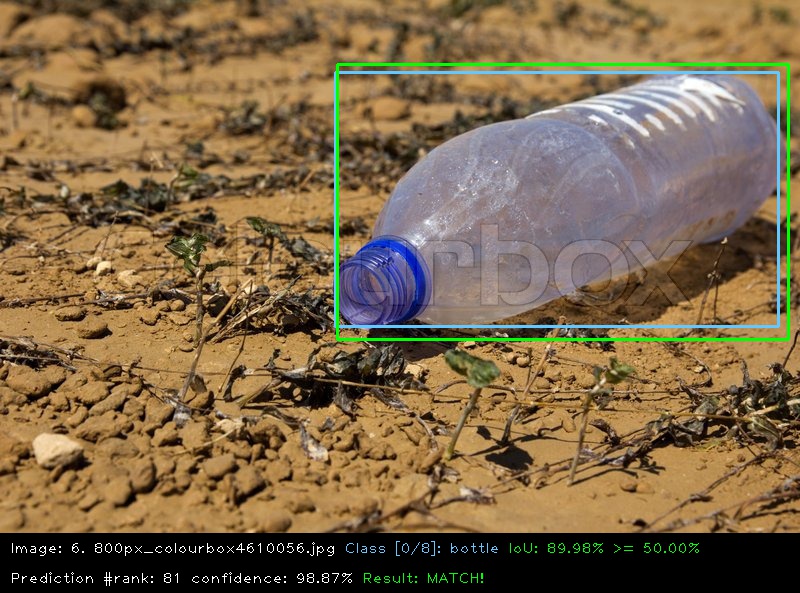 erbox
Image: 6. 800px_colourbox4610056.jpg Class [0/8]: bottle IoU: 89.98% >= 50.00%
Prediction #rank: 81 confidence: 98.87% Result: MATCH!